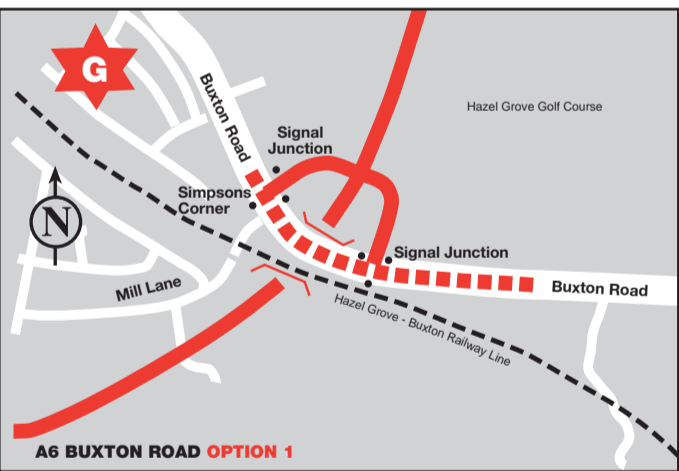 G
Buxton Road
Hazel Grove Golf Course
Signal
Junction
Simpsons
Corner
N
Signal Junction
Mill Lane
Buxton Road
Hazel Grove - Buxton Railway Line
A6 BUXTON ROAD OPTION 1